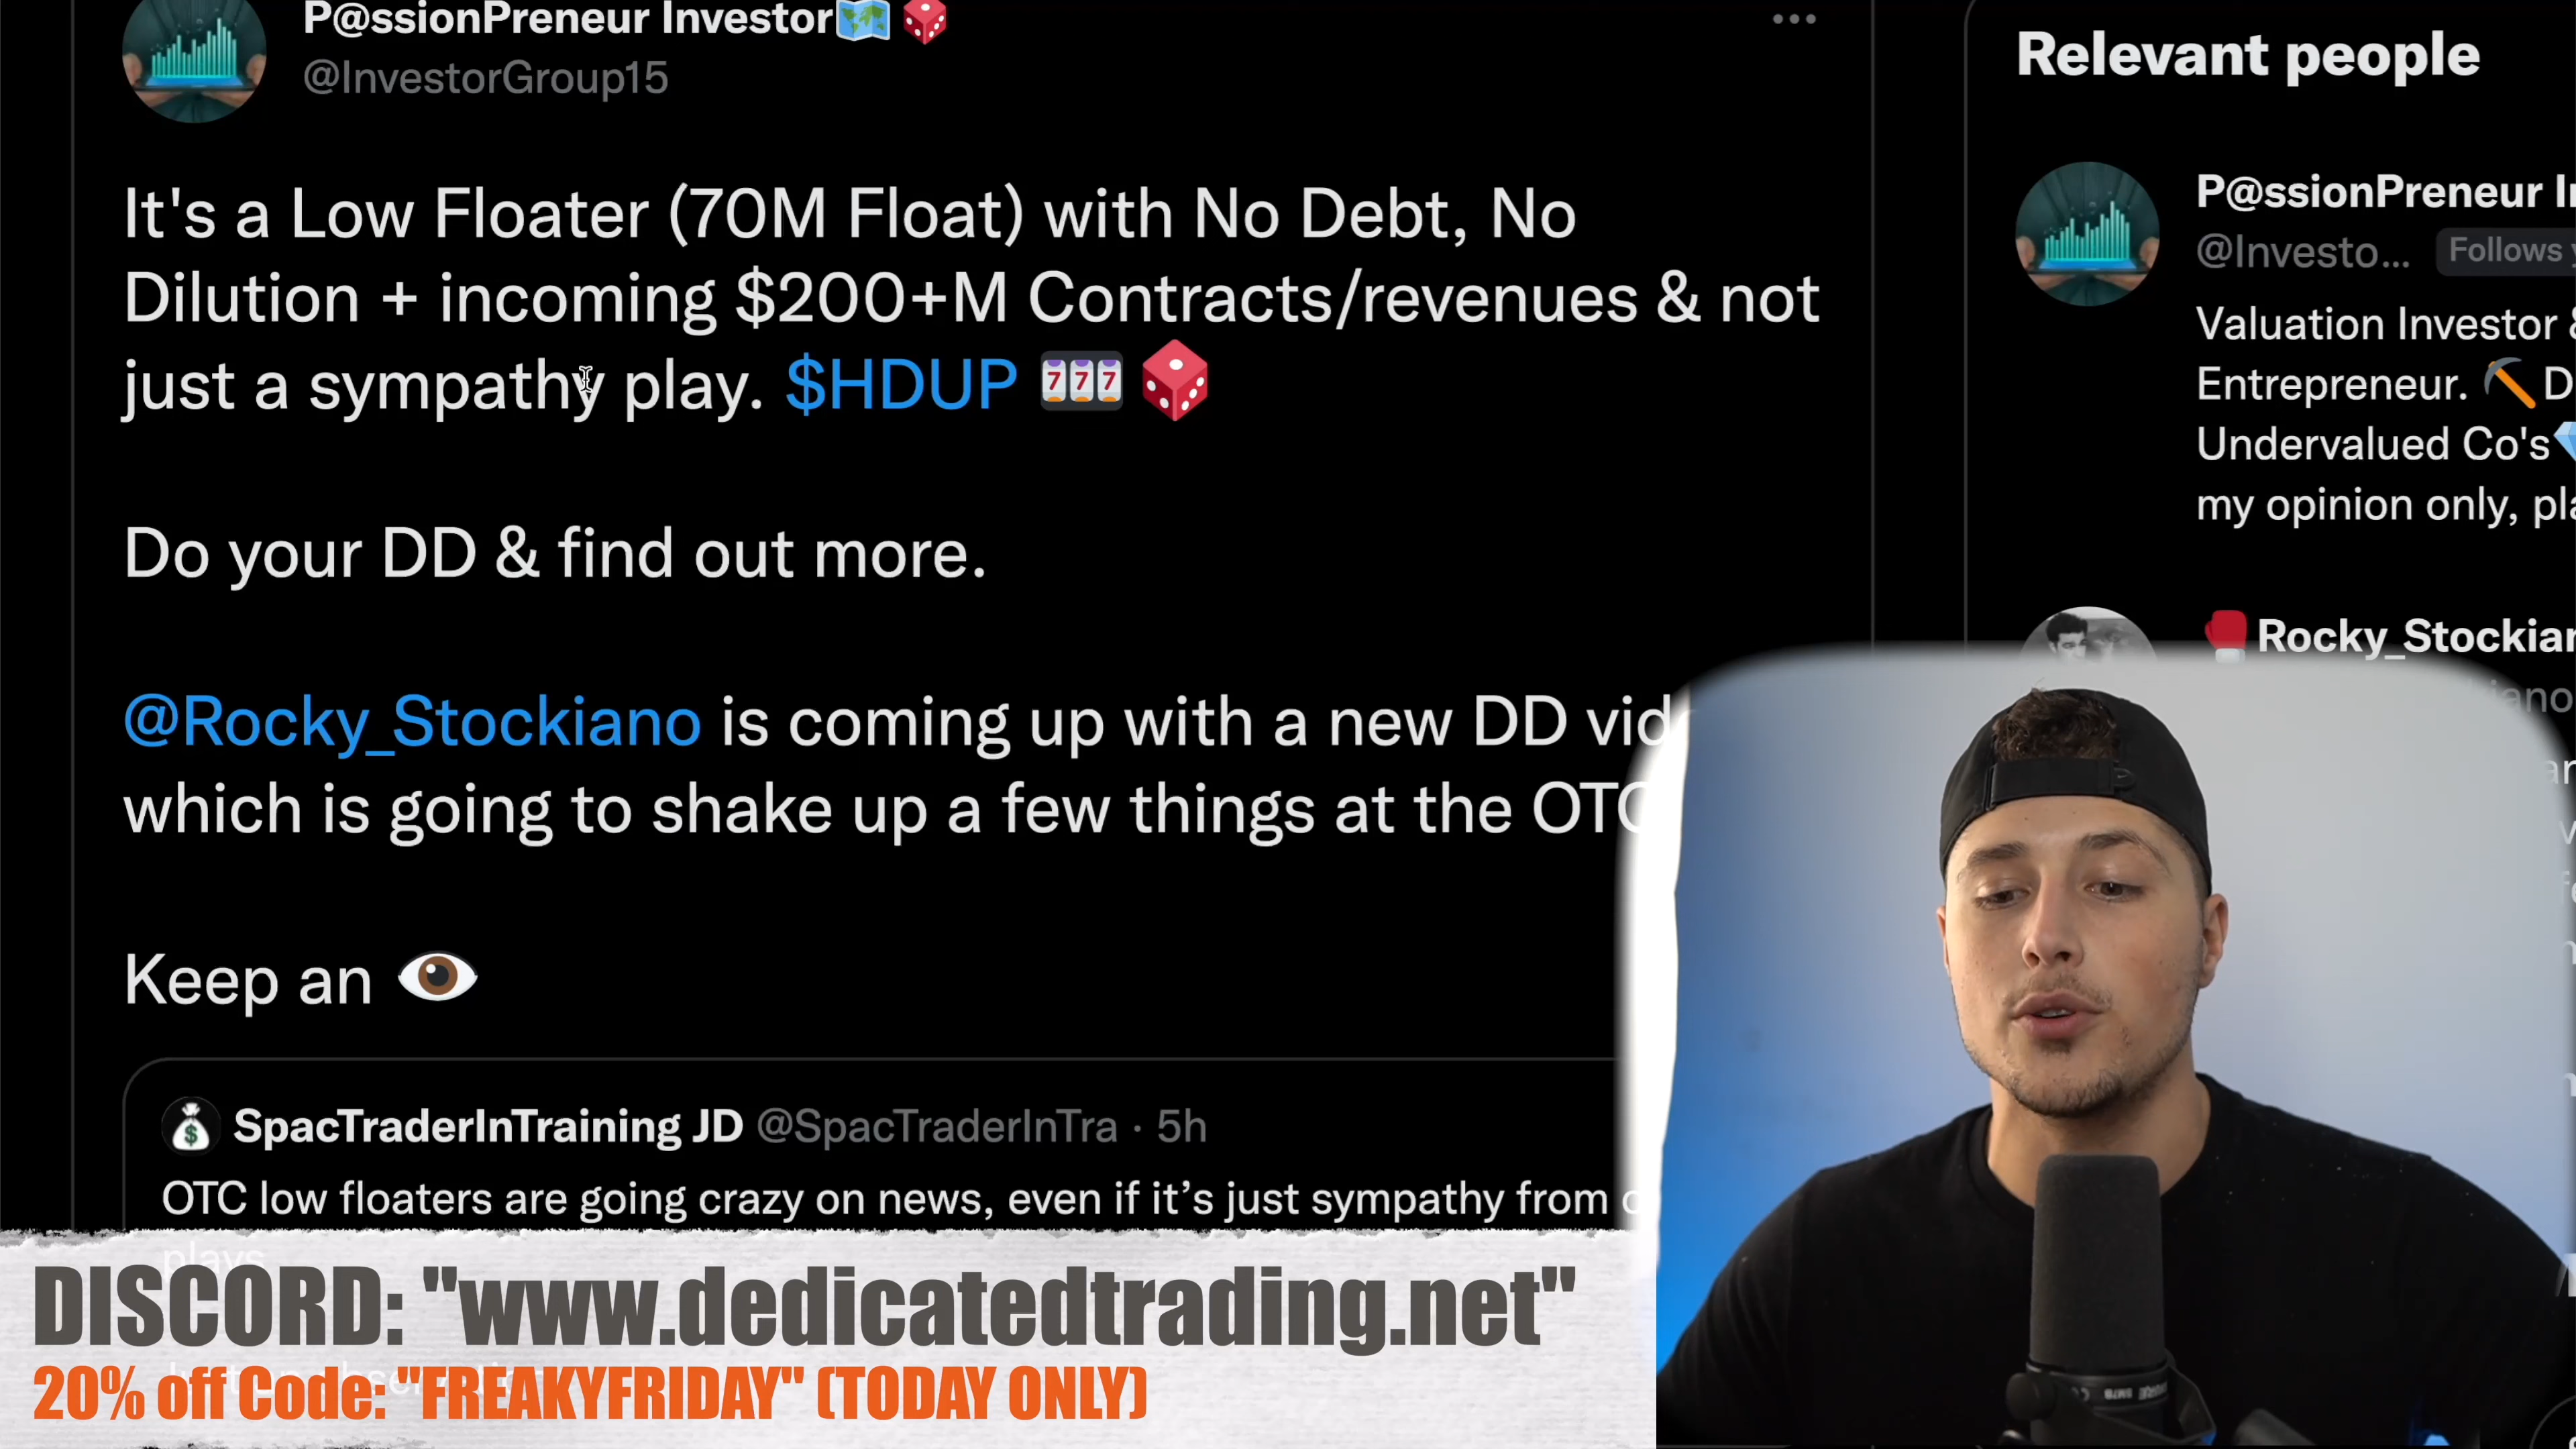 P@ssionPreneur Investor
@InvestorGroup15
It's a Low Floater (70M Float) with No Debt, No
Dilution + incoming $200+M Contracts/revenues & not
just a sympathy play. $HDUP
Do your DD & find out more.
@Rocky_Stockiano is coming up with a new DD
which is going to shake up a few things at the OTC
Keep an
SpacTraderInTraining JD @SpacTraderInTra · 5h
OTC low floaters are going crazy on news, even if it's just sympathy from
plays
Relevant people
P@ssionPreneur
@Investo... Follows
Valuation Investor
Entrepreneur.
Undervalued Co's
my opinion only,
DISCORD: "www.dedicatedtrading.net"
20% off Code: "FREAKYFRIDAY" (TODAY ONLY)